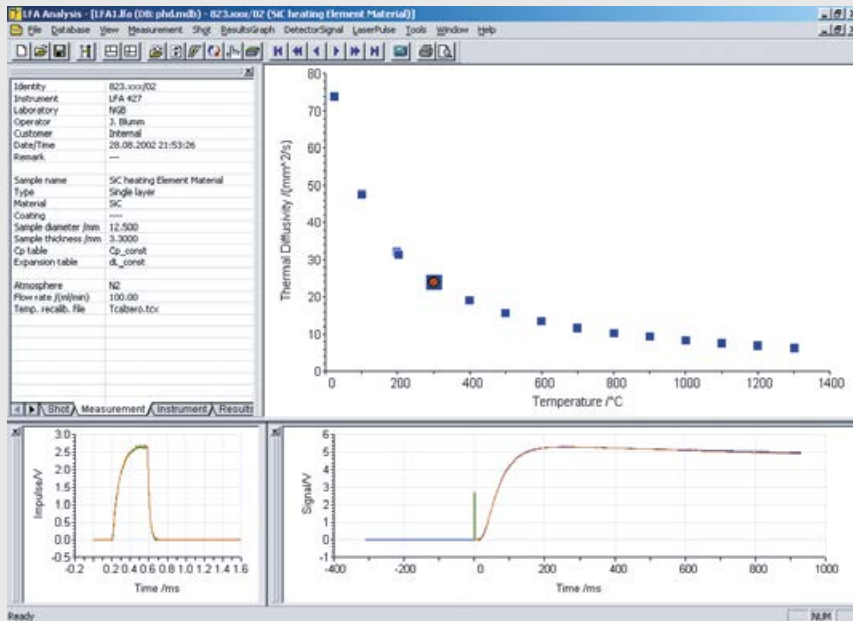 LFA Analysis - [LFA1.lfa (DB: phd.mdb) - 823.xxx/02 (SiC heating Element Material)]
File Database View Measurement Shot ResultsGraph DetectorSignal LaserPulse Tools Window Help
Identity 823.xxx/02
Instrument LFA 427
Laboratory NGB
Operator J. Blumm
Customer Internal
Date/Time 28.08.2002 21:53:26
Remark ---
Sample name SiC heating Element Material
Type Single layer
Material SiC
Coating ----
Sample diameter /mm 12.500
Sample thickness /mm 3.3000
Cp table Cp_const
Expansion table dL_const
Atmosphere N2
Flow rate /(ml/min) 100.00
Temp. recalib. file Tcalzero.tcx
Shot Measurement Instrument Results
80
70
60
50
40
30
20
10
0
Thermal Diffusivity /(mm^2/s)
0 200 400 600 800 1000 1200 1400
Temperature /°C
3.0
2.5
2.0
1.5
1.0
0.5
0.0
-0.5
Impulse/V
-0.2 0.2 0.4 0.6 0.8 1.0 1.2 1.4 1.6
Time /ms
6
5
4
3
2
1
0
-1
Signal/V
-400 -200 0 200 400 600 800 1000
Time /ms
Ready
NUM